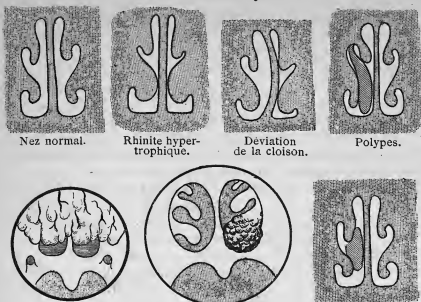 Nez normal.
Rhinite hyper-
trophique.
Déviation
de la cloison.
Polypes.